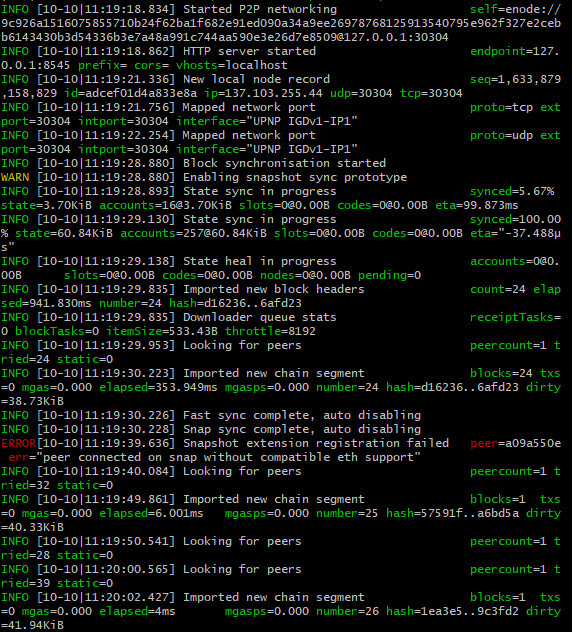 INFO [10-10|11:19:18.834] Started P2P networking self=enode://
9c926a1516075855710b24f62ba1f682e91ed090a34a9ee26978768125913540795e962f327e2ceb
b6143430b3d54336b3e7a48a991c744aa590e3e26d7e8509@127.0.0.1:30304
INFO [10-10|11:19:18.862] HTTP server started endpoint=127.
0.0.1:8545 prefix= cors= vhosts=localhost
INFO [10-10|11:19:21.336] New local node record seq=1,633,879
,158,829 id=adcef01d4a833e8a ip=137.103.255.44 udp=30304 tcp=30304
INFO [10-10|11:19:21.756] Mapped network port proto=tcp ext
port=30304 intport=30304 interface="UPNP IGDv1-IP1"
INFO [10-10|11:19:22.254] Mapped network port proto=udp ext
port=30304 intport=30304 interface="UPNP IGDv1-IP1"
INFO [10-10|11:19:28.880] Block synchronisation started
WARN [10-10|11:19:28.880] Enabling snapshot sync prototype
INFO [10-10|11:19:28.893] State sync in progress synced=5.67%
state=3.70KiB accounts=16@3.70KiB slots=0@0.00B codes=0@0.00B eta=99.873ms
INFO [10-10|11:19:29.130] State sync in progress synced=100.00
% state=60.84KiB accounts=257@60.84KiB slots=0@0.00B codes=0@0.00B eta="-37.488µ
s"
INFO [10-10|11:19:29.138] State heal in progress accounts=0@0.
00B slots=0@0.00B codes=0@0.00B nodes=0@0.00B pending=0
INFO [10-10|11:19:29.835] Imported new block headers count=24 elap
sed=941.830ms number=24 hash=d16236..6afd23
INFO [10-10|11:19:29.835] Downloader queue stats receiptTasks=
0 blockTasks=0 itemSize=533.43B throttle=8192
INFO [10-10|11:19:29.953] Looking for peers peercount=1 t
ried=24 static=0
INFO [10-10|11:19:30.223] Imported new chain segment blocks=24 txs
=0 mgas=0.000 elapsed=353.949ms mgasps=0.000 number=24 hash=d16236..6afd23 dirty
=38.73KiB
INFO [10-10|11:19:30.226] Fast sync complete, auto disabling
INFO [10-10|11:19:30.228] Snap sync complete, auto disabling
ERROR[10-10|11:19:39.636] Snapshot extension registration failed peer=a09a550e
err="peer connected on snap without compatible eth support"
INFO [10-10|11:19:40.084] Looking for peers peercount=1 t
ried=32 static=0
INFO [10-10|11:19:49.861] Imported new chain segment blocks=1 txs
=0 mgas=0.000 elapsed=6.001ms mgasps=0.000 number=25 hash=57591f..a6bd5a dirty
=40.33KiB
INFO [10-10|11:19:50.541] Looking for peers peercount=1 t
ried=28 static=0
INFO [10-10|11:20:00.565] Looking for peers peercount=1 t
ried=39 static=0
INFO [10-10|11:20:02.427] Imported new chain segment blocks=1 txs
=0 mgas=0.000 elapsed=4ms mgasps=0.000 number=26 hash=1ea3e5..9c3fd2 dirty
=41.94KiB